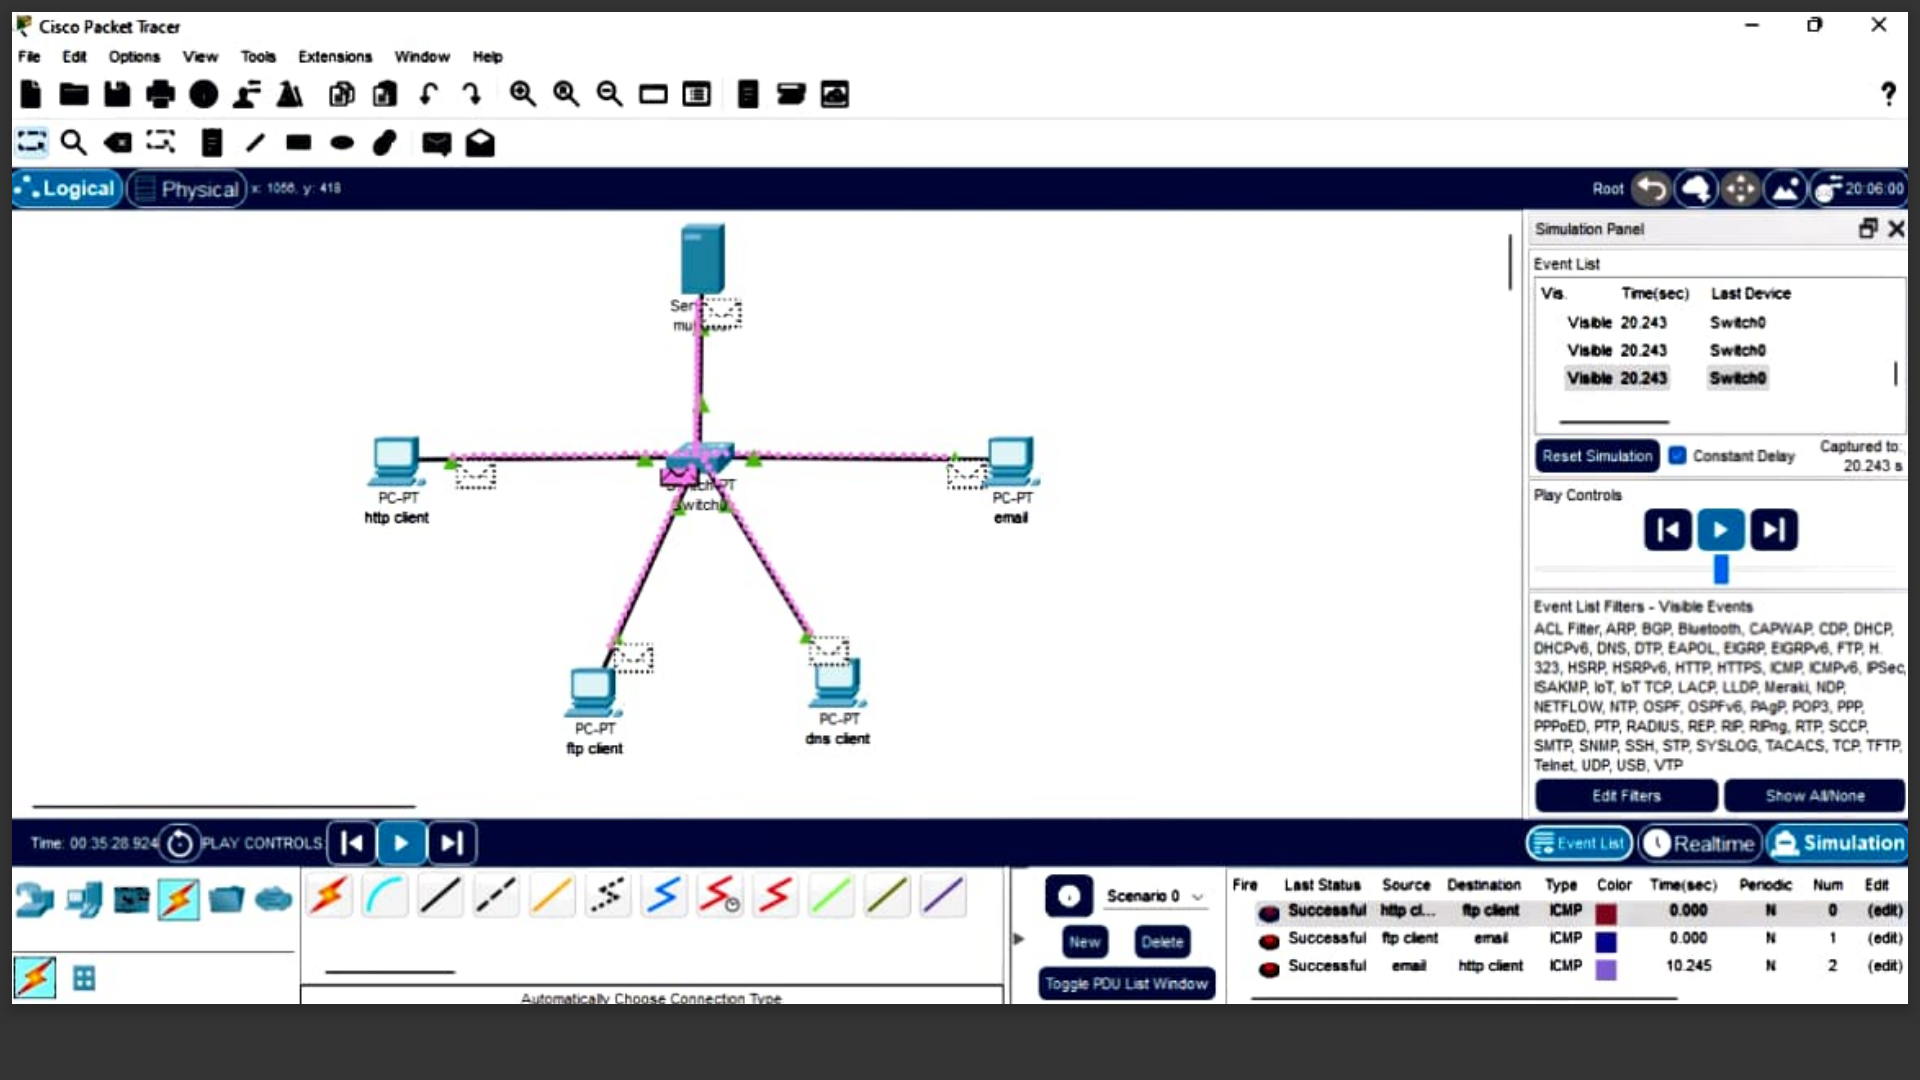 Cisco Packet Tracer
File Edit Options View Tools Extensions Window Help
?
Logical Physical x: 1056, y: 418 Root 20:06:00
Simulation Panel
Event List
Vis. Time(sec) Last Device
Visible 20.243 Switch0
Visible 20.243 Switch0
Visible 20.243 Switch0
Reset Simulation Constant Delay Captured to:
20.243 s
Play Controls
Event List Filters - Visible Events
ACL Filter, ARP, BGP, Bluetooth, CAPWAP, CDP, DHCP,
DHCPv6, DNS, DTP, EAPOL, EIGRP, EIGRPv6, FTP, H.
323, HSRP, HSRPv6, HTTP, HTTPS, ICMP, ICMPv6, IPSec,
ISAKMP, IoT, IoT TCP, LACP, LLDP, Meraki, NDP,
NETFLOW, NTP, OSPF, OSPFv6, PAgP, POP3, PPP,
PPPoED, PTP, RADIUS, REP, RIP, RIPng, RTP, SCCP,
SMTP, SNMP, SSH, STP, SYSLOG, TACACS, TCP, TFTP,
Telnet, UDP, USB, VTP
Edit Filters Show All/None
PC-PT
http client
Switch0
PC-PT
email
PC-PT
ftp client
PC-PT
dns client
Time: 00:35:28.924 PLAY CONTROLS: Event List Realtime Simulation
Scenario 0
New Delete
Toggle PDU List Window
Automatically Choose Connection Type
Fire Last Status Source Destination Type Color Time(sec) Periodic Num Edit
Successful http cl... ftp client ICMP 0.000 N 0 (edit)
Successful ftp client email ICMP 0.000 N 1 (edit)
Successful email http client ICMP 10.245 N 2 (edit)